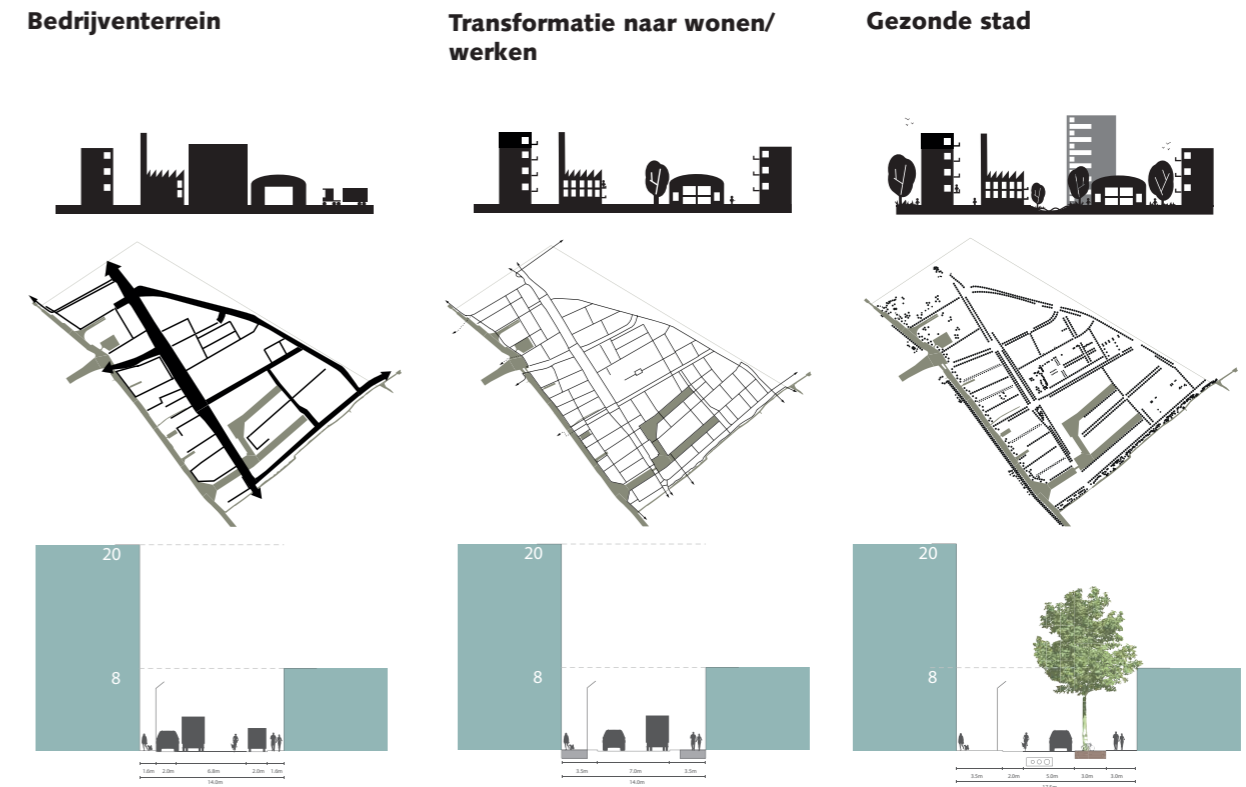 Bedrijventerrein
Transformatie naar wonen/
werken
Gezonde stad
20
8
1.6m 2.0m 6.8m 2.0m 1.6m
14.0m
20
8
3.5m 7.0m 3.5m
14.0m
20
8
3.5m 2.0m 5.0m 3.0m 3.0m